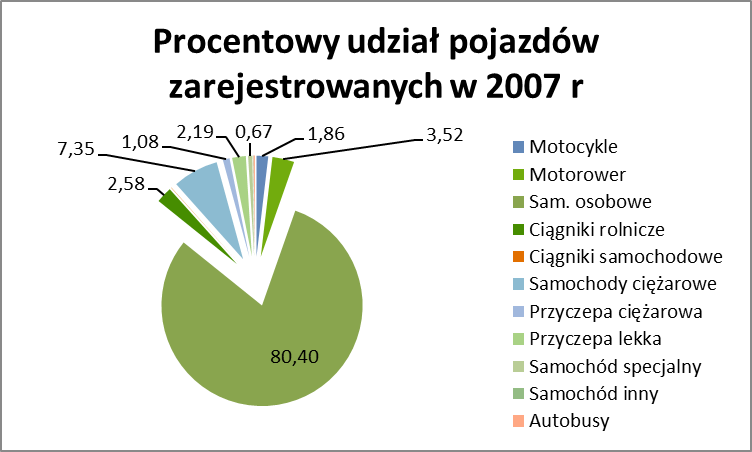 Procentowy udział pojazdów
zarejestrowanych w 2007 r
7,35
1,08
2,19
0,67
1,86
3,52
2,58
80,40
Motocykle
Motorower
Sam. osobowe
Ciągniki rolnicze
Ciągniki samochodowe
Samochody ciężarowe
Przyczepa ciężarowa
Przyczepa lekka
Samochód specjalny
Samochód inny
Autobusy